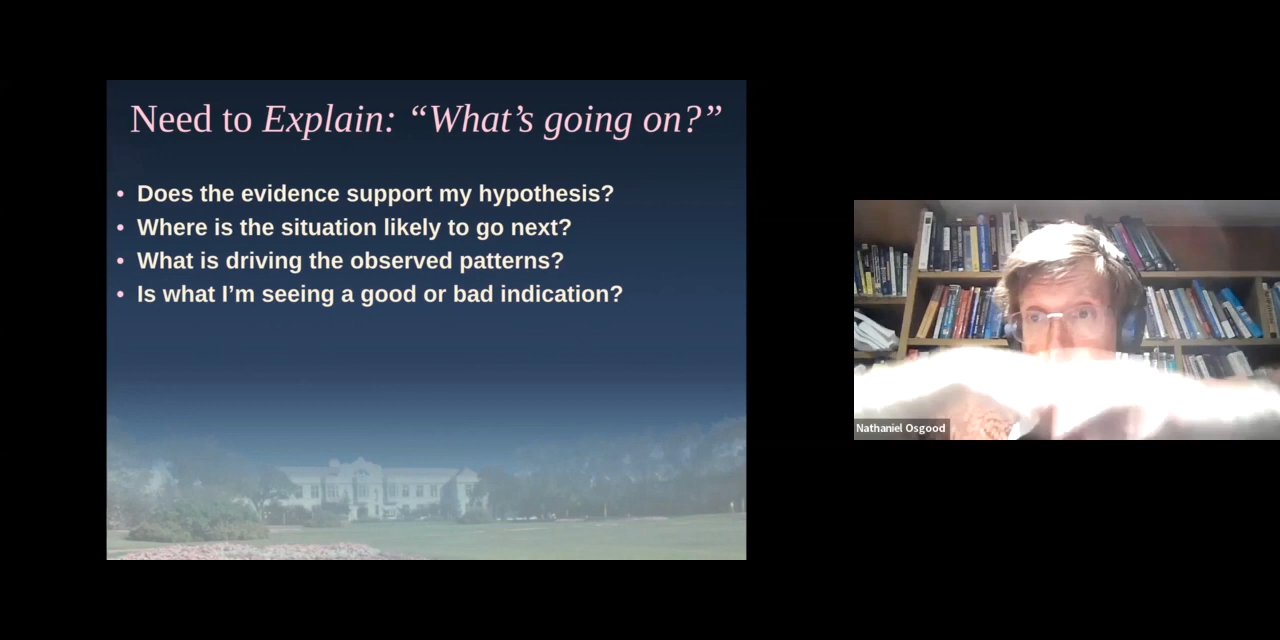 Need to Explain: “What’s going on?”
• Does the evidence support my hypothesis?
• Where is the situation likely to go next?
• What is driving the observed patterns?
• Is what I’m seeing a good or bad indication?
Nathaniel Osgood